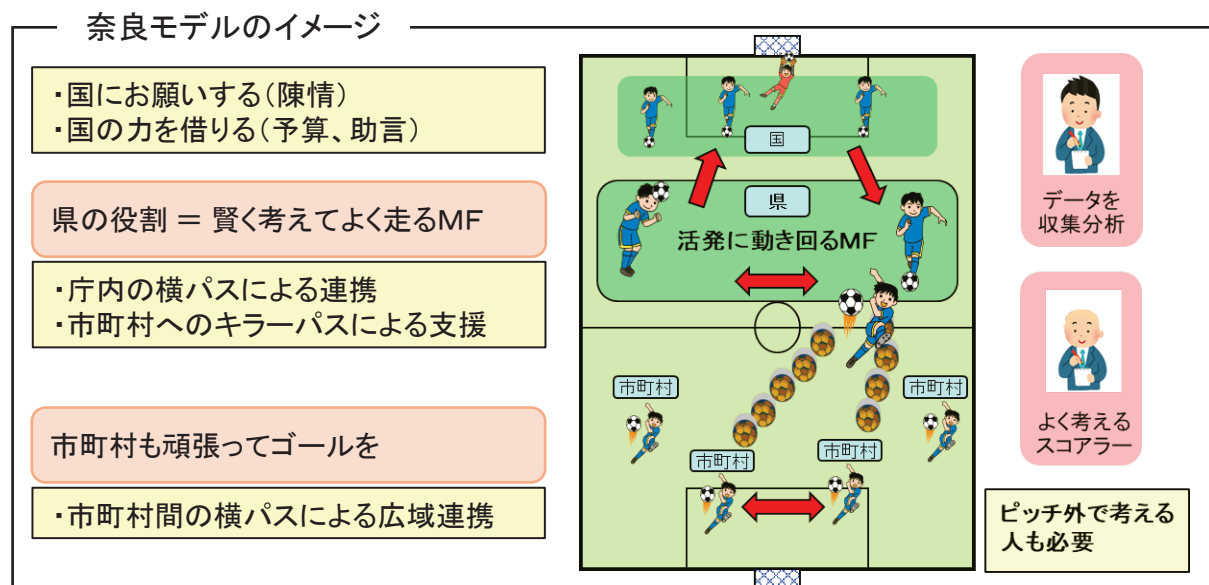 奈良モデルのイメージ
・国にお願いする(陳情)
・国の力を借りる(予算、助言)
県の役割 = 賢く考えてよく走るMF
・庁内の横パスによる連携
・市町村へのキラーパスによる支援
市町村も頑張ってゴールを
・市町村間の横パスによる広域連携
国
県
活発に動き回るMF
市町村
市町村
市町村
市町村
データを
収集分析
よく考える
スコアラー
ピッチ外で考える
人も必要